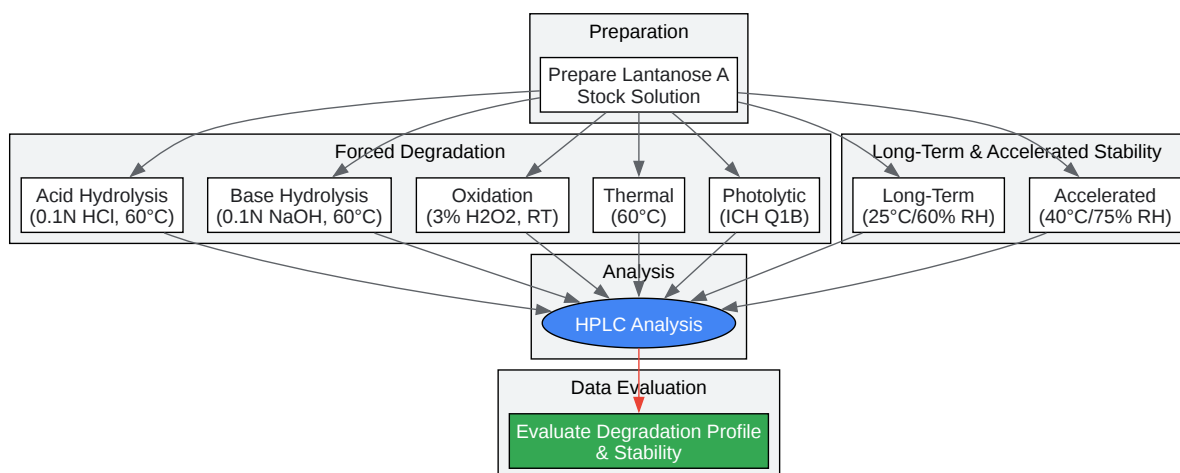 Preparation
Prepare Lantanose A
Stock Solution
Forced Degradation
Long-Term & Accelerated Stability
Acid Hydrolysis
(0.1N HCl, 60°C)
Base Hydrolysis
(0.1N NaOH, 60°C)
Oxidation
(3% H2O2, RT)
Thermal
(60°C)
Photolytic
(ICH Q1B)
Long-Term
(25°C/60% RH)
Accelerated
(40°C/75% RH)
Analysis
HPLC Analysis
Data Evaluation
Evaluate Degradation Profile
& Stability